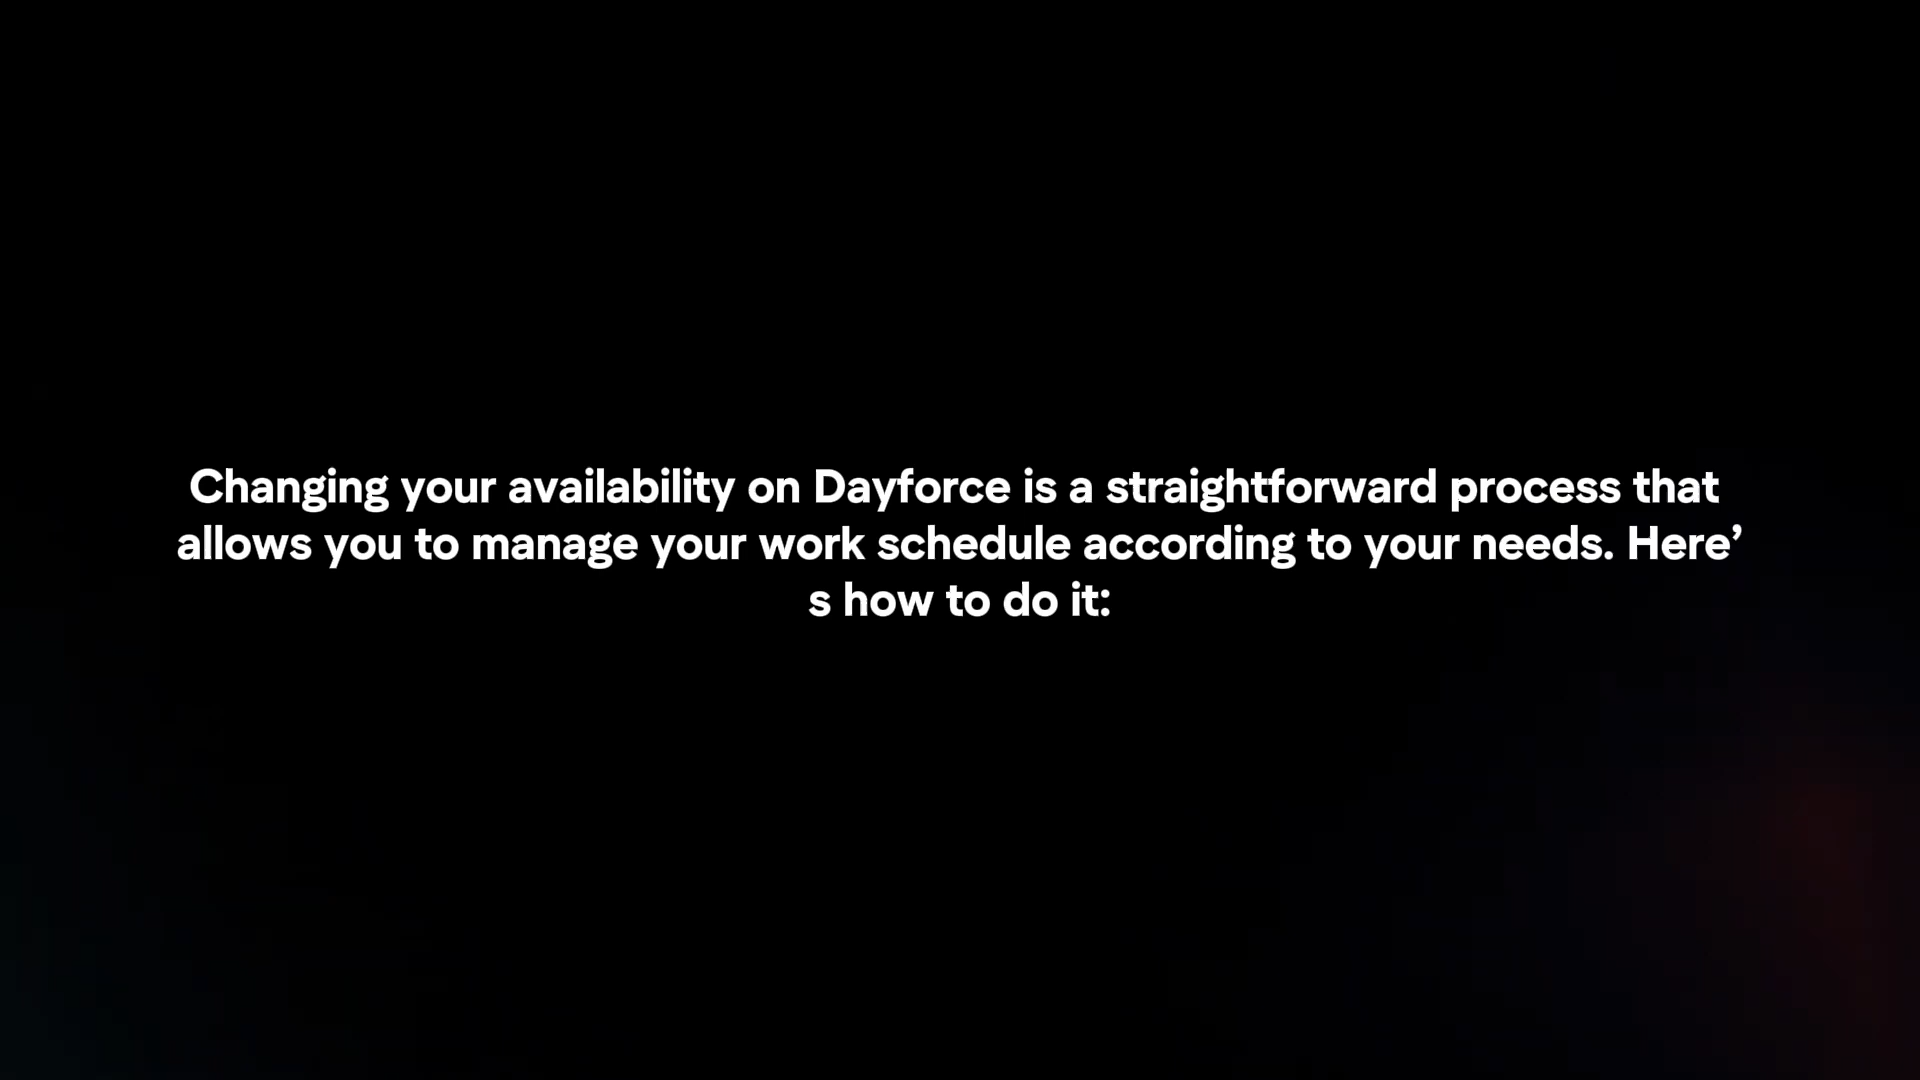 Changing your availability on Dayforce is a straightforward process that
allows you to manage your work schedule according to your needs. Here’
s how to do it: